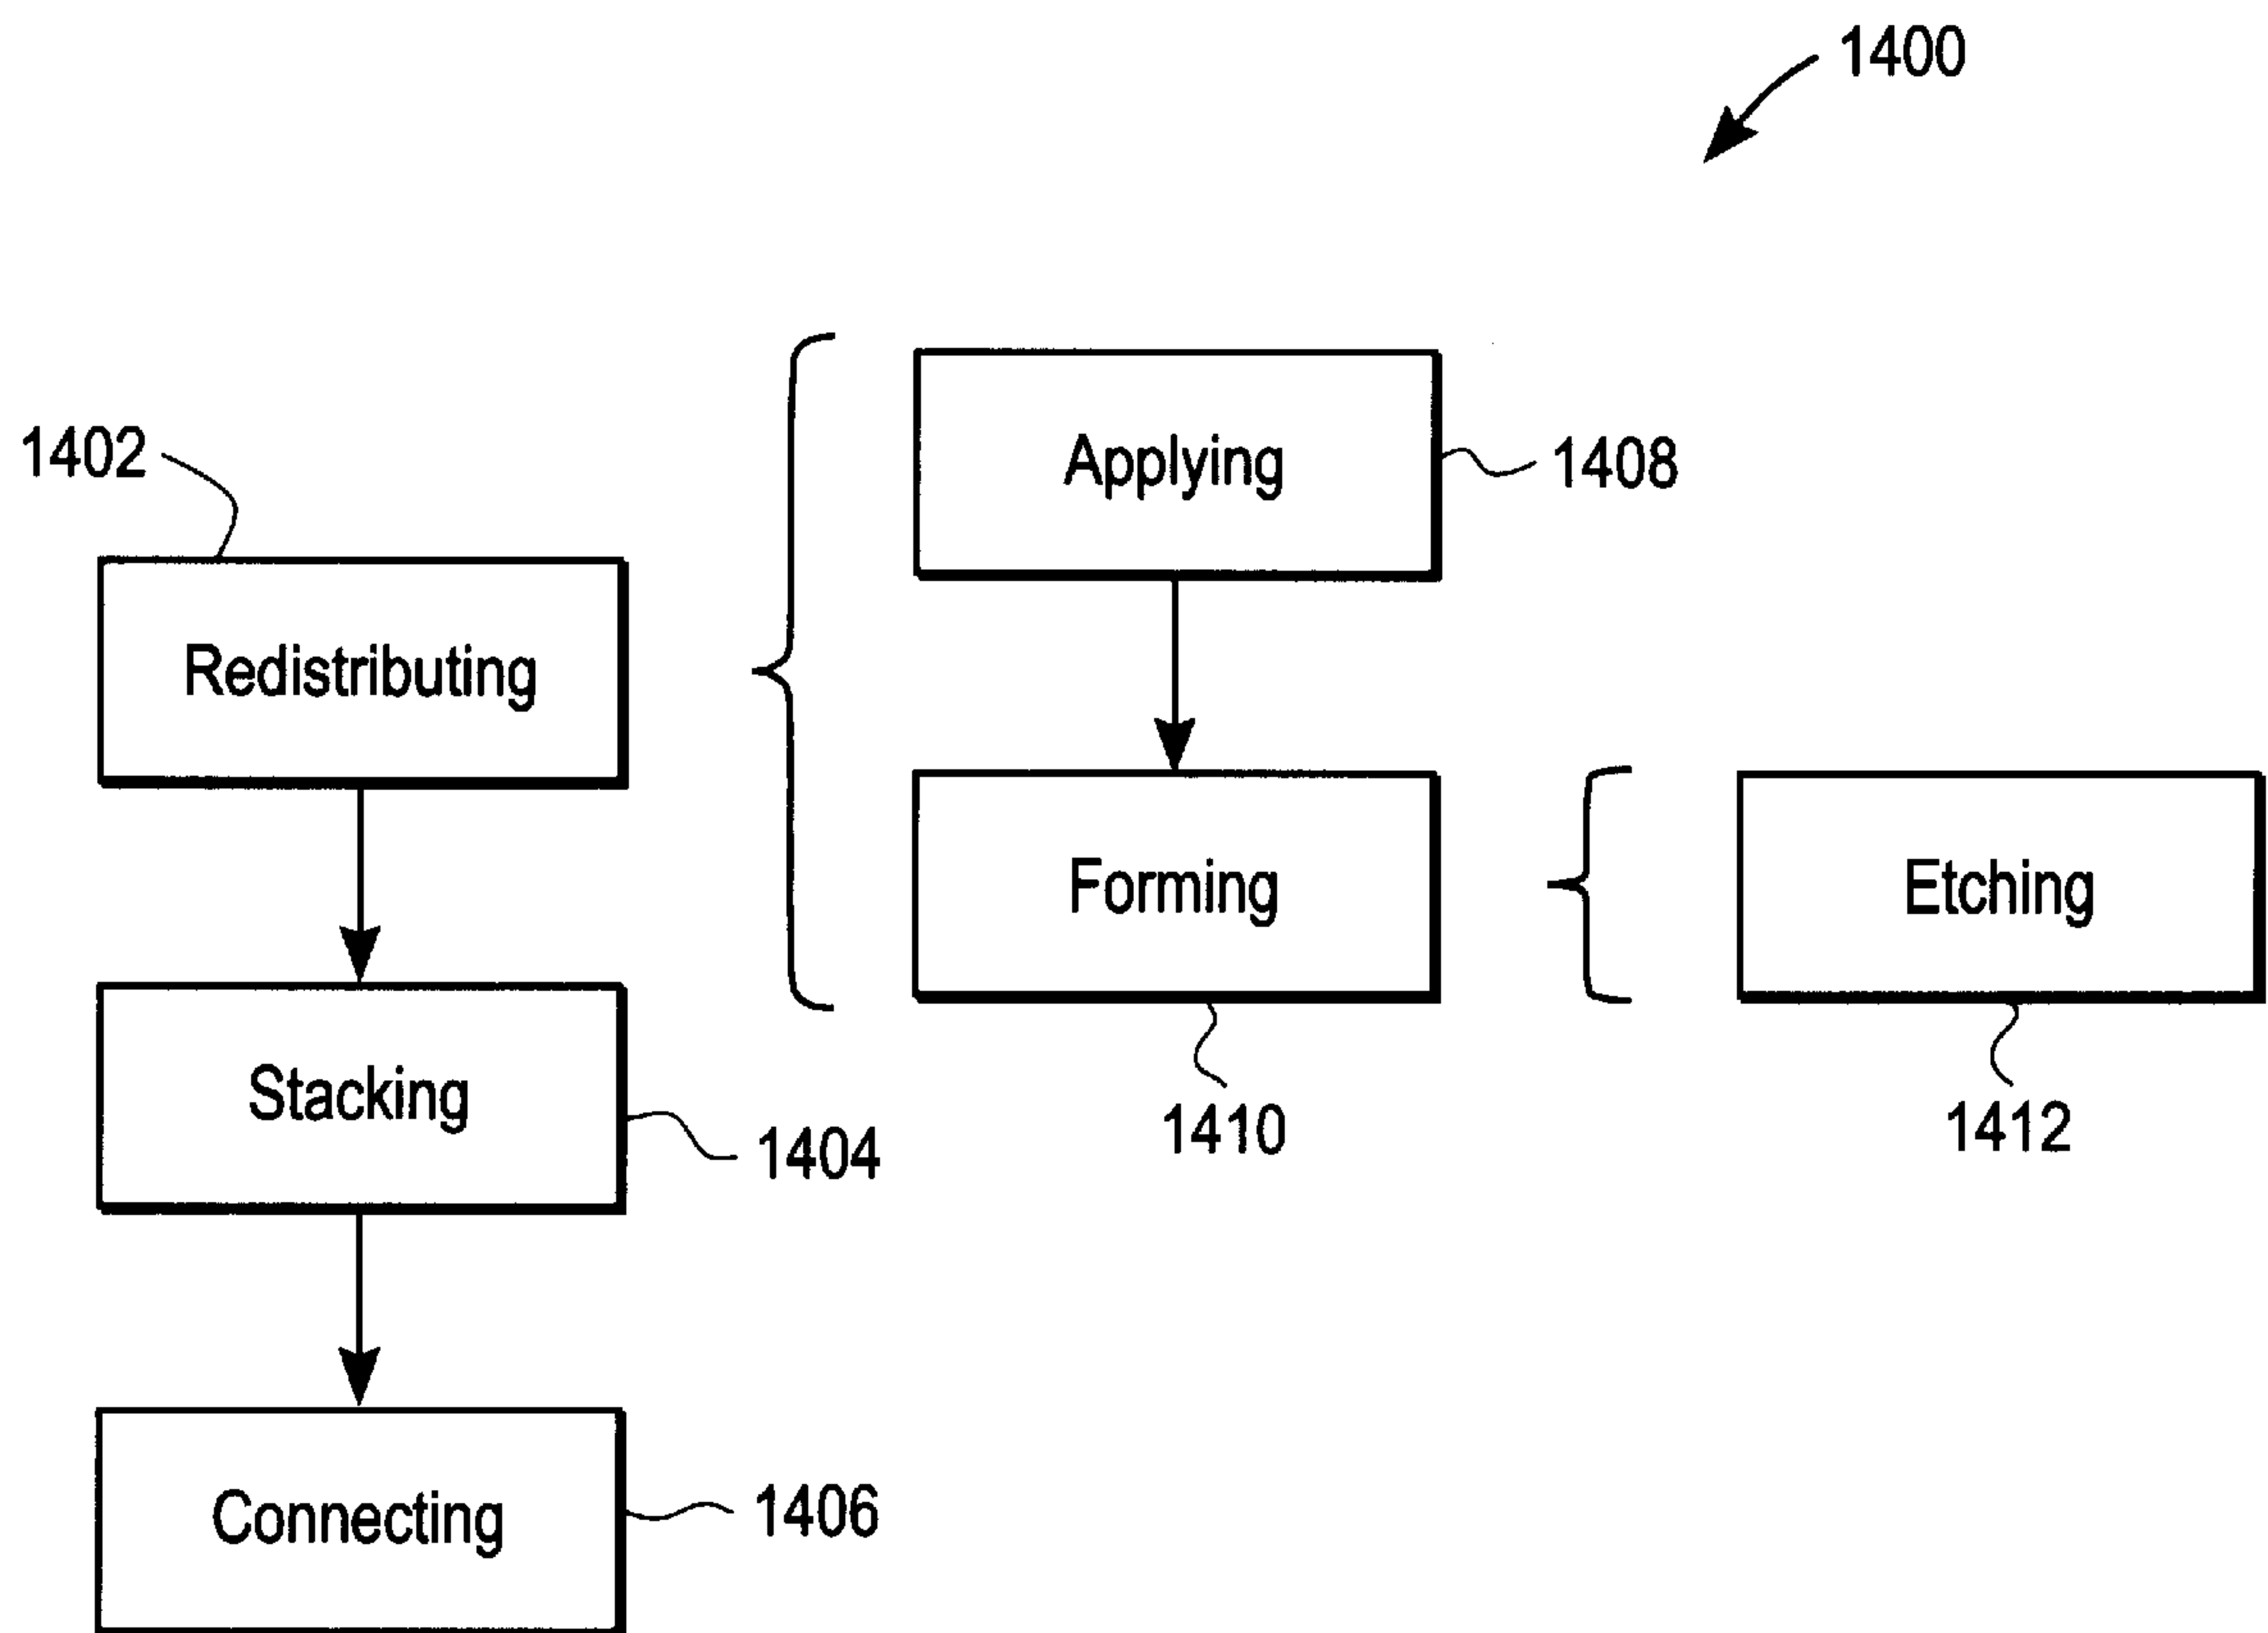 1400
Applying
1408
1402
Redistributing
Forming
Etching
Stacking
1404
1410
1412
Connecting
1406